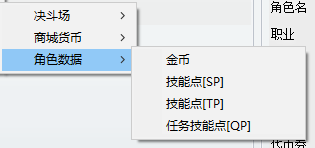 决斗场
商城货币
角色数据
金币
技能点[SP]
技能点[TP]
任务技能点[QP]
角色名
职业
代币券